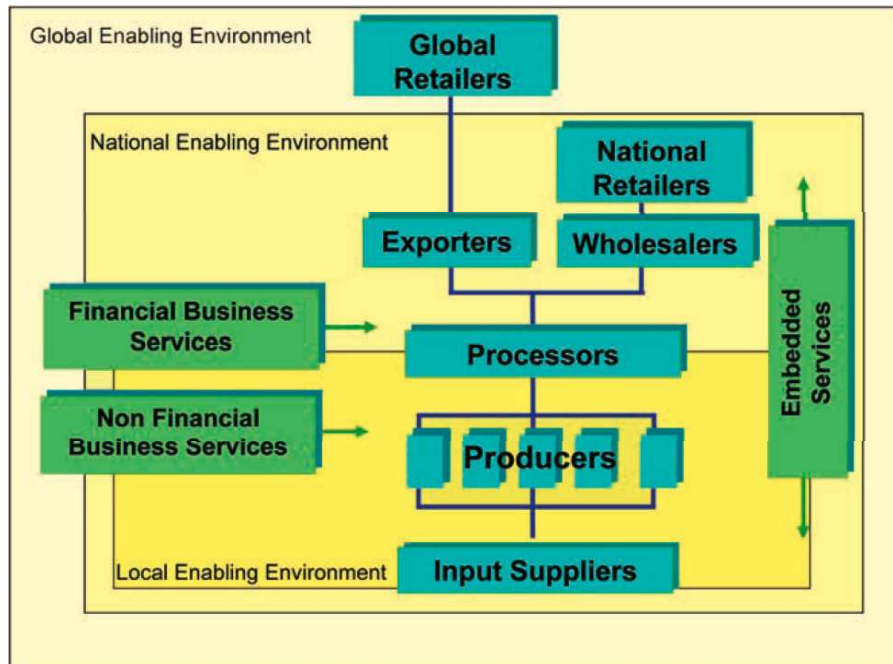 Global Enabling Environment
Global
Retailers
National Enabling Environment
National
Retailers
Exporters
Wholesalers
Financial Business
Services
Processors
Embedded
Services
Non Financial
Business Services
Producers
Local Enabling Environment
Input Suppliers